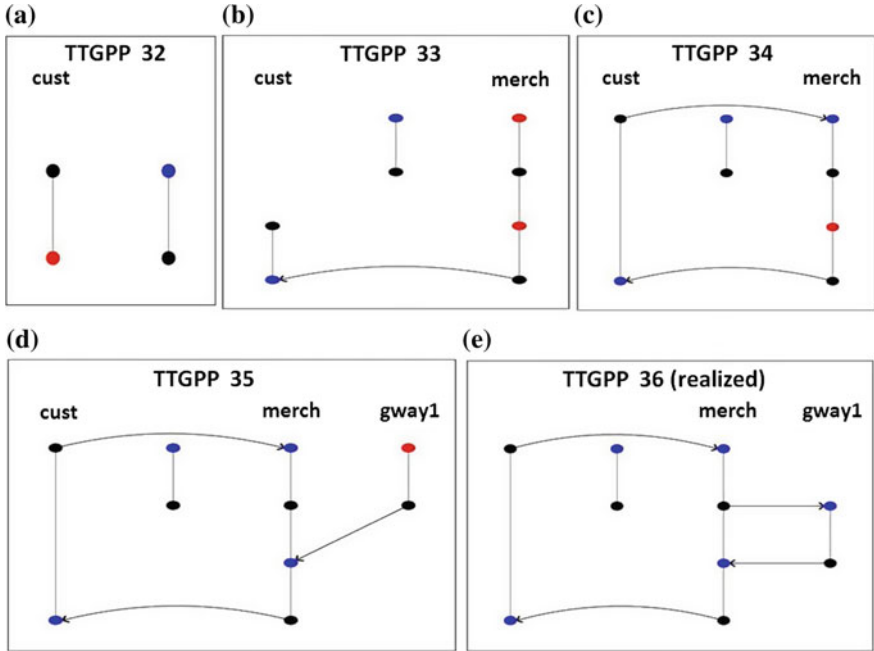 (a)
TTGPP 32
cust
(b)
TTGPP 33
cust merch
(c)
TTGPP 34
cust merch
(d)
TTGPP 35
cust merch gway1
(e)
TTGPP 36 (realized)
merch gway1